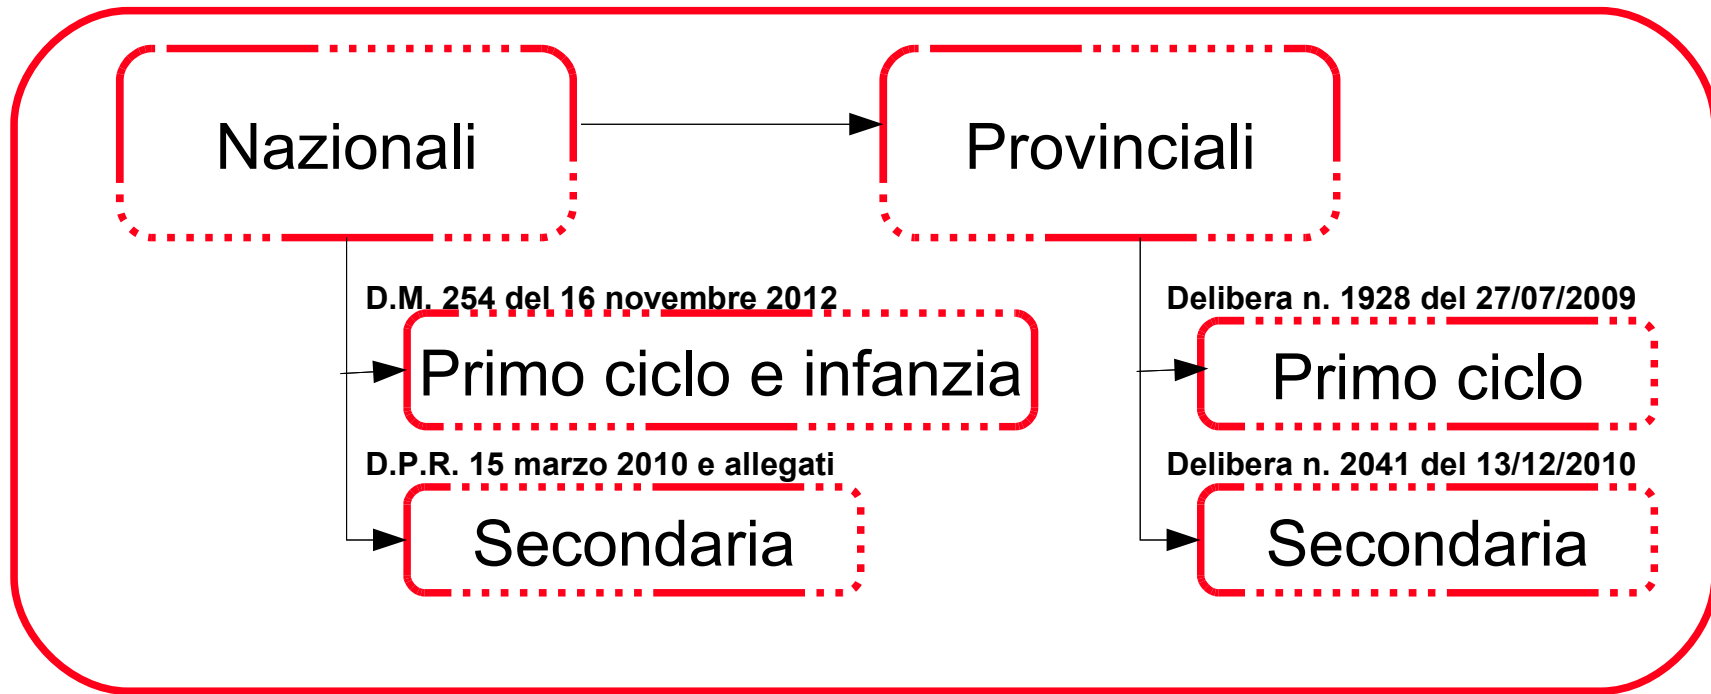 Nazionali
Provinciali
D.M. 254 del 16 novembre 2012
Primo ciclo e infanzia
D.P.R. 15 marzo 2010 e allegati
Secondaria
Delibera n. 1928 del 27/07/2009
Primo ciclo
Delibera n. 2041 del 13/12/2010
Secondaria